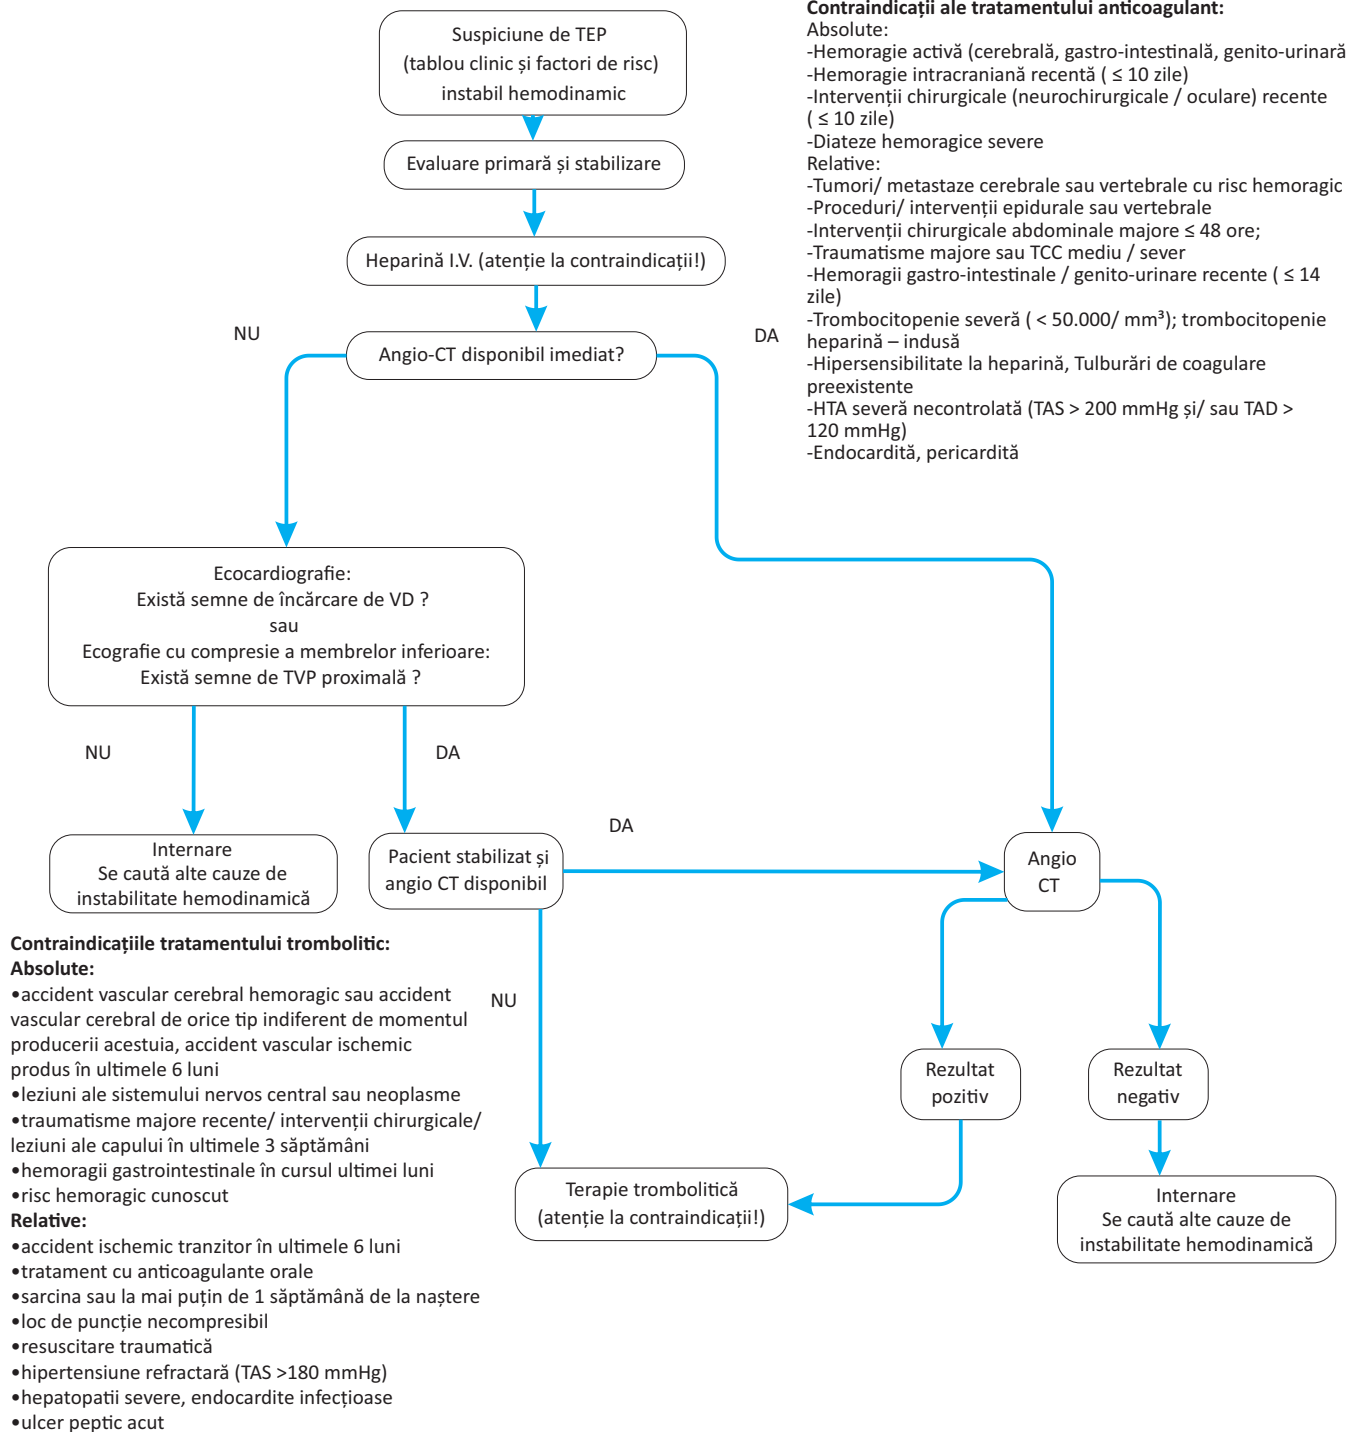 Suspiciune de TEP
(tablou clinic și factori de risc)
instabil hemodinamic
Evaluare primară și stabilizare
Heparină I.V. (atenție la contraindicații!)
NU
Angio-CT disponibil imediat?
DA
Contraindicații ale tratamentului anticoagulant:
Absolute:
-Hemoragie activă (cerebrală, gastro-intestinală, genito-urinară
-Hemoragie intracraniană recentă ( ≤ 10 zile)
-Intervenții chirurgicale (neurochirurgicale / oculare) recente
( ≤ 10 zile)
-Diateze hemoragice severe
Relative:
-Tumori/ metastaze cerebrale sau vertebrale cu risc hemoragic
-Proceduri/ intervenții epidurale sau vertebrale
-Intervenții chirurgicale abdominale majore ≤ 48 ore;
-Traumatisme majore sau TCC mediu / sever
-Hemoragii gastro-intestinale / genito-urinare recente ( ≤ 14
zile)
-Trombocitopenie severă ( < 50.000/ mm³); trombocitopenie
heparină – indusă
-Hipersensibilitate la heparină, Tulburări de coagulare
preexistente
-HTA severă necontrolată (TAS > 200 mmHg și/ sau TAD >
120 mmHg)
-Endocardită, pericardită
Ecocardiografie:
Există semne de încărcare de VD ?
sau
Ecografie cu compresie a membrelor inferioare:
Există semne de TVP proximală ?
NU
DA
Internare
Se caută alte cauze de
instabilitate hemodinamică
Pacient stabilizat și
angio CT disponibil
DA
Angio
CT
NU
Rezultat
pozitiv
Rezultat
negativ
Terapie trombolitică
(atenție la contraindicații!)
Internare
Se caută alte cauze de
instabilitate hemodinamică
Contraindicațiile tratamentului trombolitic:
Absolute:
•accident vascular cerebral hemoragic sau accident
vascular cerebral de orice tip indiferent de momentul
producerii acestuia, accident vascular ischemic
produs în ultimele 6 luni
•leziuni ale sistemului nervos central sau neoplasme
•traumatisme majore recente/ intervenții chirurgicale/
leziuni ale capului în ultimele 3 săptămâni
•hemoragii gastrointestinale în cursul ultimei luni
•risc hemoragic cunoscut
Relative:
•accident ischemic tranzitor în ultimele 6 luni
•tratament cu anticoagulante orale
•sarcina sau la mai puțin de 1 săptămână de la naștere
•loc de puncție necompresibil
•resuscitare traumatică
•hipertensiune refractară (TAS >180 mmHg)
•hepatopatii severe, endocardite infecțioase
•ulcer peptic acut